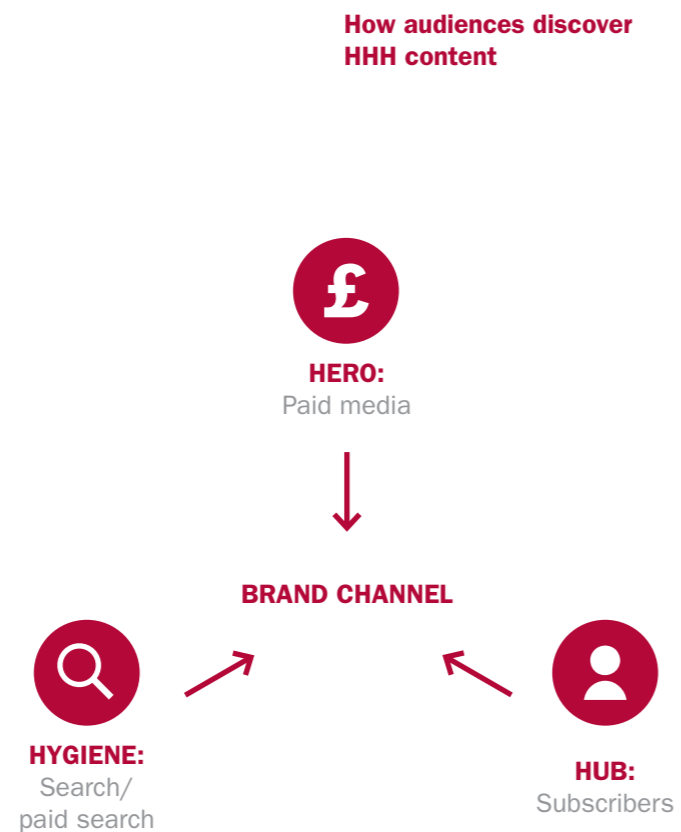 How audiences discover
HHH content
£
HERO:
Paid media
BRAND CHANNEL
HYGIENE:
Search/
paid search
HUB:
Subscribers